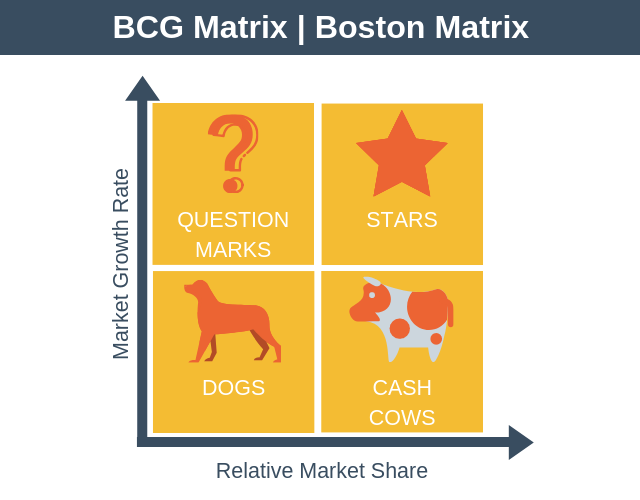 BCG Matrix | Boston Matrix
Market Growth Rate
QUESTION
MARKS
STARS
DOGS
CASH
COWS
Relative Market Share